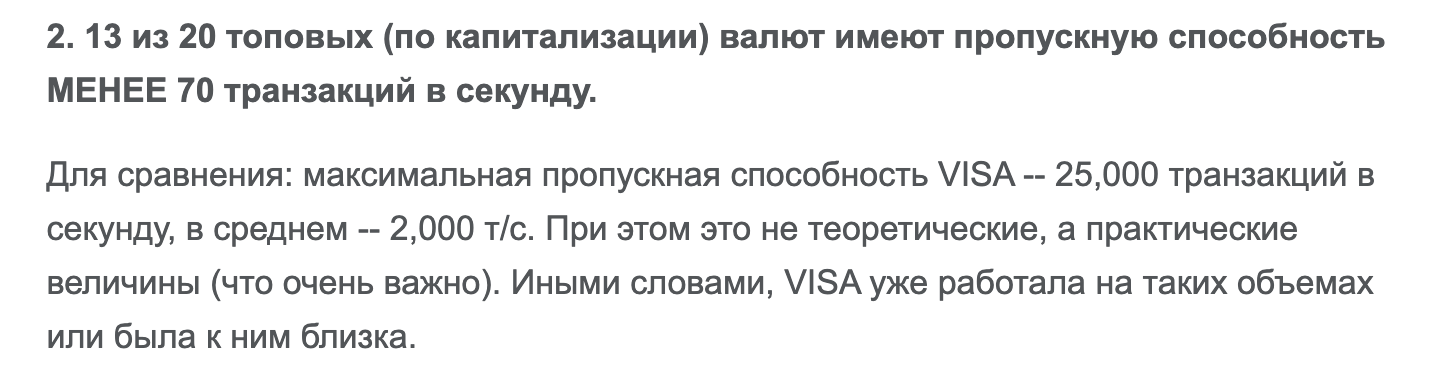 2. 13 из 20 топовых (по капитализации) валют имеют пропускную способность
МЕНЕЕ 70 транзакций в секунду.
Для сравнения: максимальная пропускная способность VISA -- 25,000 транзакций в
секунду, в среднем -- 2,000 т/с. При этом это не теоретические, а практические
величины (что очень важно). Иными словами, VISA уже работала на таких объемах
или была к ним близка.